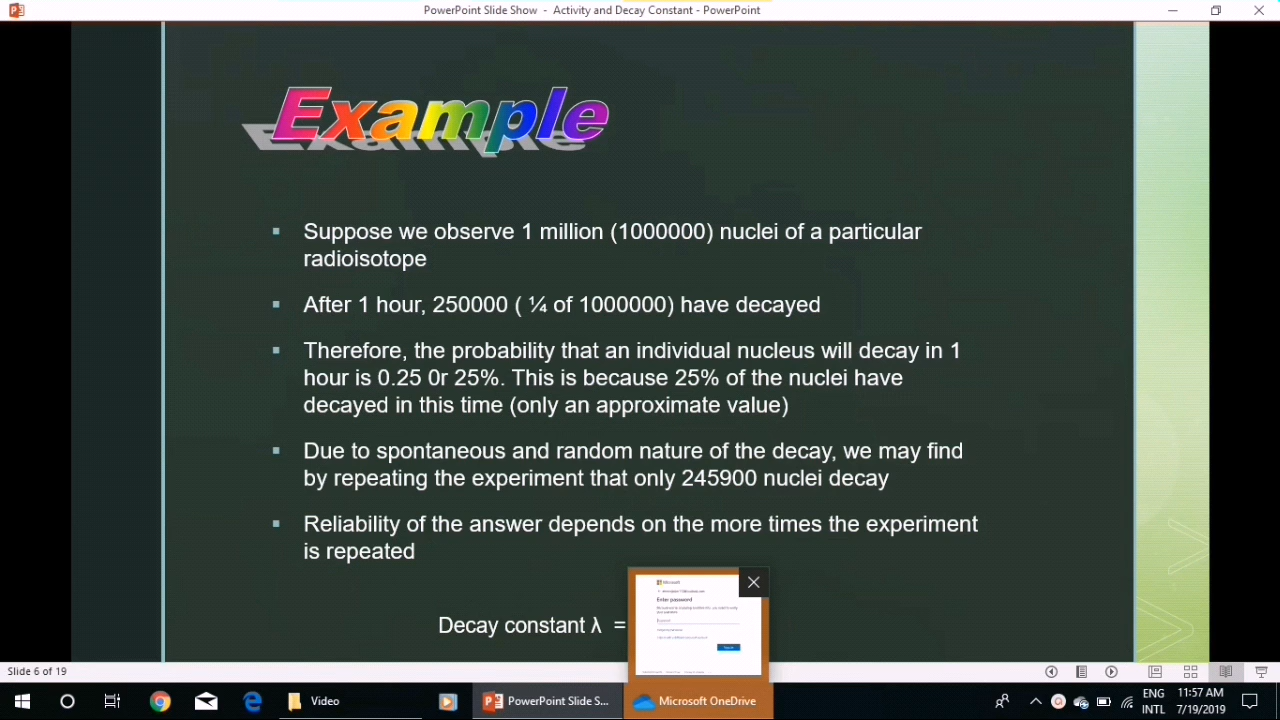 PowerPoint Slide Show - Activity and Decay Constant - PowerPoint
Example
Suppose we observe 1 million (1000000) nuclei of a particular
radioisotope
After 1 hour, 250000 ( ¼ of 1000000) have decayed
Therefore, the probability that an individual nucleus will decay in 1
hour is 0.25 0r 25%. This is because 25% of the nuclei have
decayed in this time (only an approximate value)
Due to spontaneous and random nature of the decay, we may find
by repeating the experiment that only 245900 nuclei decay
Reliability of the answer depends on the more times the experiment
is repeated
Microsoft
Enter password
Decay constant λ =
Slide 6 of 19
Video
PowerPoint Slide S...
Microsoft OneDrive
ENG
INTL
11:57 AM
7/19/2019